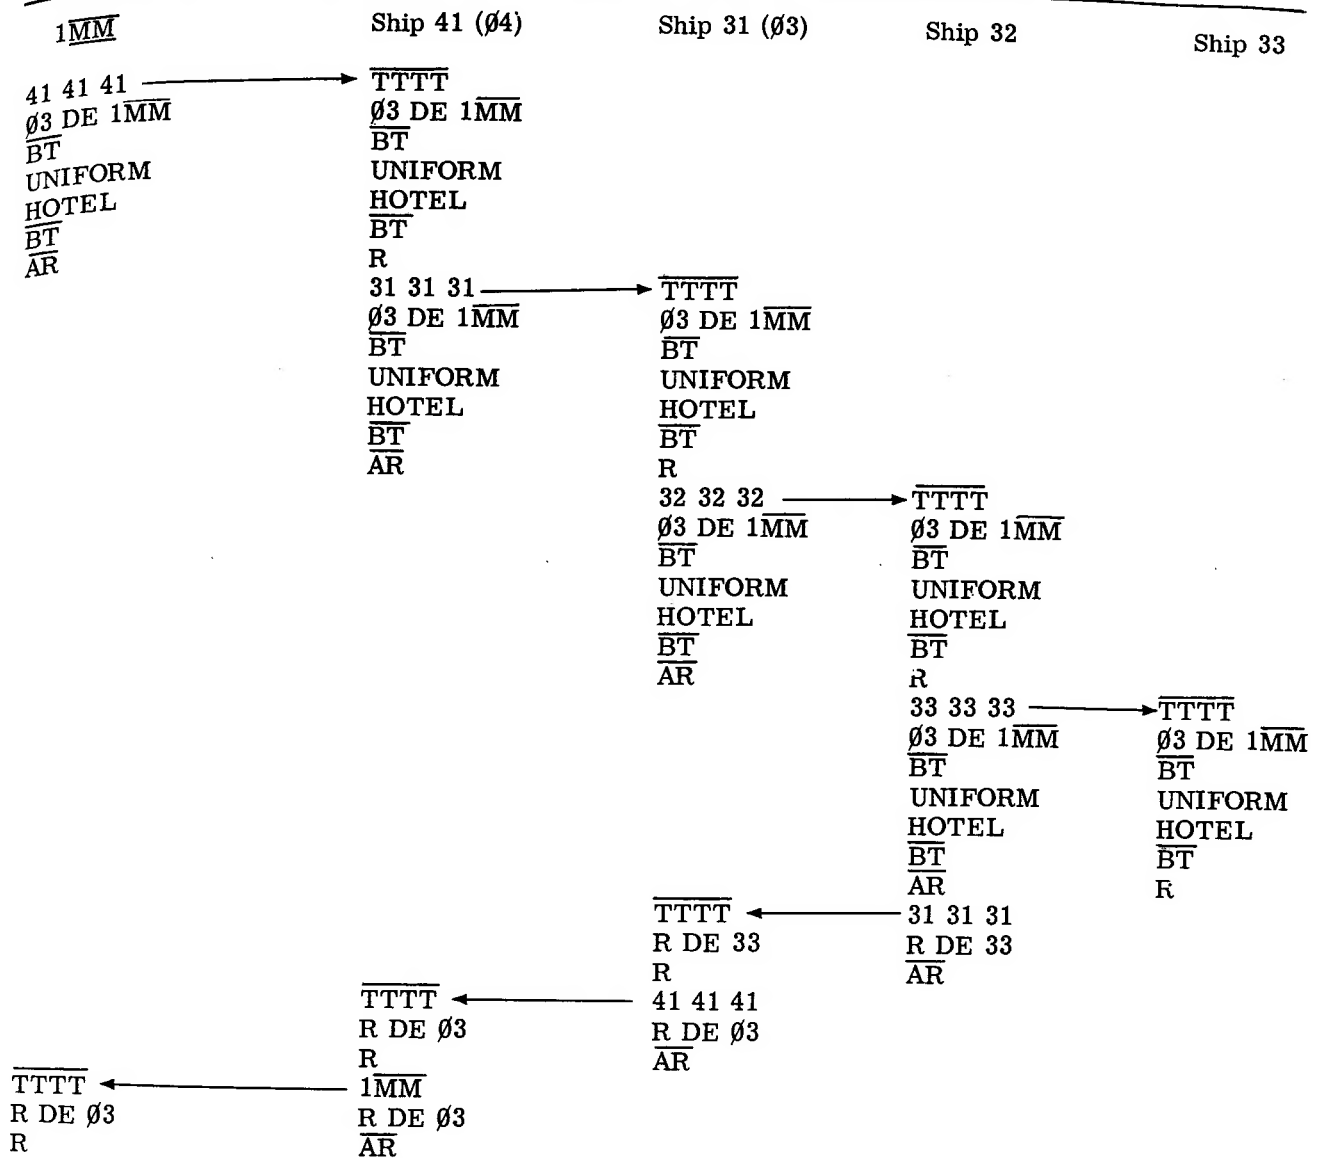 1MM
Ship 41 (Ø4)
Ship 31 (Ø3)
Ship 32
Ship 33
41 41 41
Ø3 DE 1MM
BT
UNIFORM
HOTEL
BT
AR
TTTT
Ø3 DE 1MM
BT
UNIFORM
HOTEL
BT
R
31 31 31
Ø3 DE 1MM
BT
UNIFORM
HOTEL
BT
AR
TTTT
Ø3 DE 1MM
BT
UNIFORM
HOTEL
BT
R
32 32 32
Ø3 DE 1MM
BT
UNIFORM
HOTEL
BT
AR
TTTT
Ø3 DE 1MM
BT
UNIFORM
HOTEL
BT
R
33 33 33
Ø3 DE 1MM
BT
UNIFORM
HOTEL
BT
AR
TTTT
Ø3 DE 1MM
BT
UNIFORM
HOTEL
BT
R
31 31 31
R DE 33
AR
TTTT
R DE 33
R
41 41 41
R DE Ø3
AR
TTTT
R DE Ø3
R
1MM
R DE Ø3
AR
TTTT
R DE Ø3
R